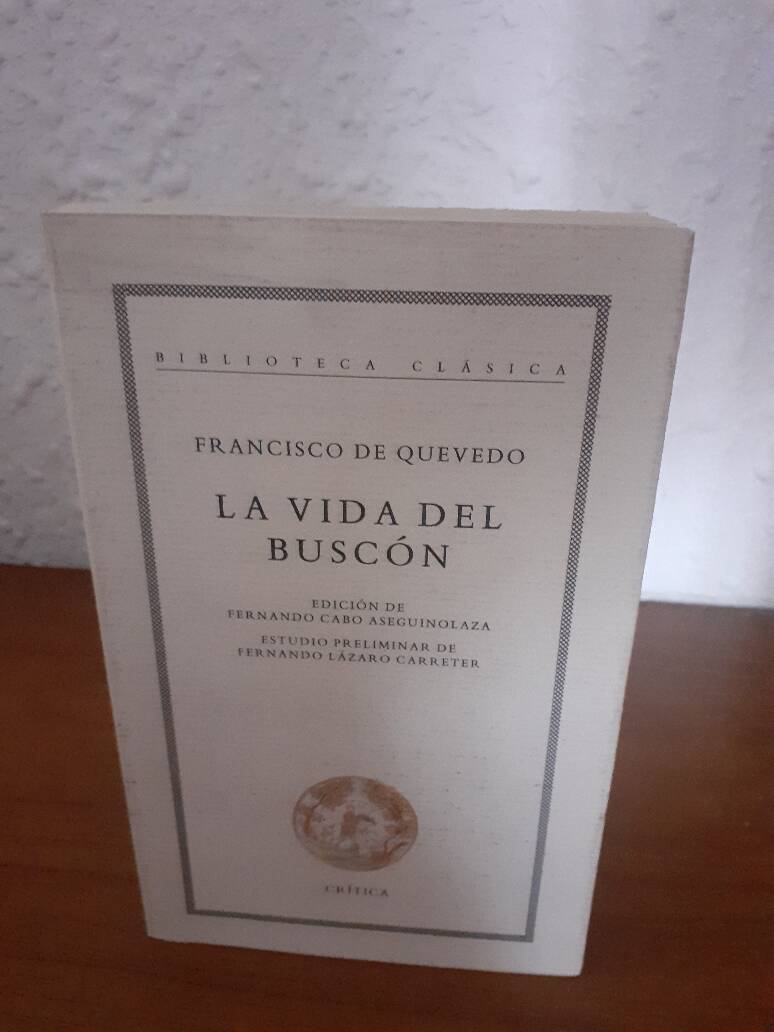 BIBLIOTECA CLÁSICA
FRANCISCO DE QUEVEDO
LA VIDA DEL
BUSCÓN
EDICIÓN DE
FERNANDO CABO ASEGUINOLAZA
ESTUDIO PRELIMINAR DE
FERNANDO LÁZARO CARRETER
CRÍTICA